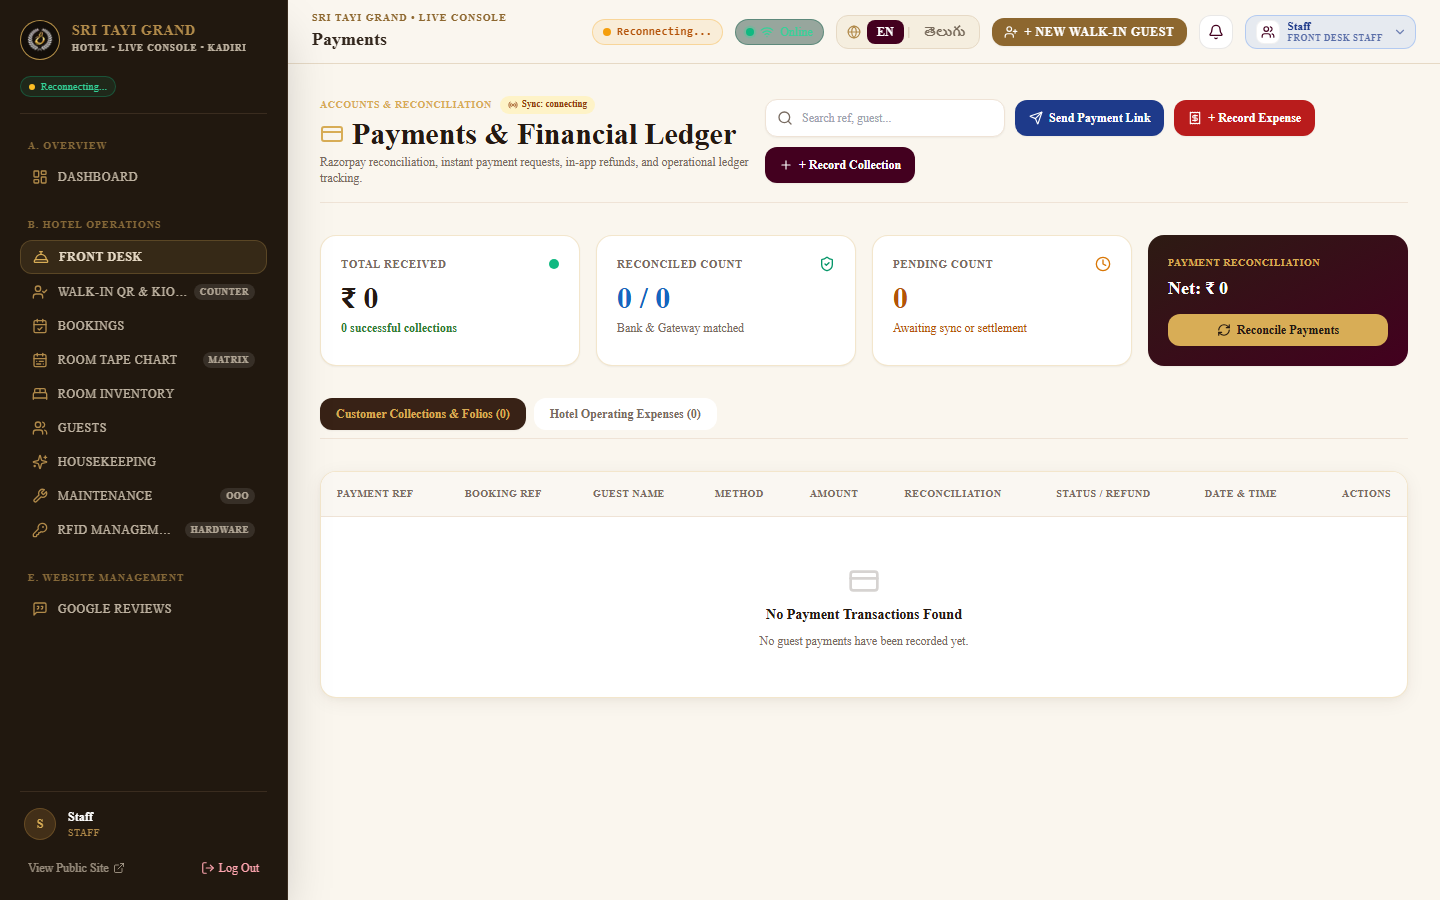 SRI TAYI GRAND
HOTEL • LIVE CONSOLE • KADIRI
Reconnecting...
A. OVERVIEW
DASHBOARD
B. HOTEL OPERATIONS
FRONT DESK
WALK-IN QR & KIO... COUNTER
BOOKINGS
ROOM TAPE CHART MATRIX
ROOM INVENTORY
GUESTS
HOUSEKEEPING
MAINTENANCE OOO
RFID MANAGEM... HARDWARE
E. WEBSITE MANAGEMENT
GOOGLE REVIEWS
S
Staff
STAFF
View Public Site
Log Out
SRI TAYI GRAND • LIVE CONSOLE
Payments
Reconnecting...
EN
తెలుగు
+ NEW WALK-IN GUEST
Staff
FRONT DESK STAFF
ACCOUNTS & RECONCILIATION
Sync: connecting
Payments & Financial Ledger
Razorpay reconciliation, instant payment requests, in-app refunds, and operational ledger
tracking.
Search ref, guest...
Send Payment Link
+ Record Expense
+ Record Collection
TOTAL RECEIVED
₹ 0
0 successful collections
RECONCILED COUNT
0 / 0
Bank & Gateway matched
PENDING COUNT
0
Awaiting sync or settlement
PAYMENT RECONCILIATION
Net: ₹ 0
Reconcile Payments
Customer Collections & Folios (0)
Hotel Operating Expenses (0)
PAYMENT REF BOOKING REF GUEST NAME METHOD AMOUNT RECONCILIATION STATUS / REFUND DATE & TIME ACTIONS
No Payment Transactions Found
No guest payments have been recorded yet.